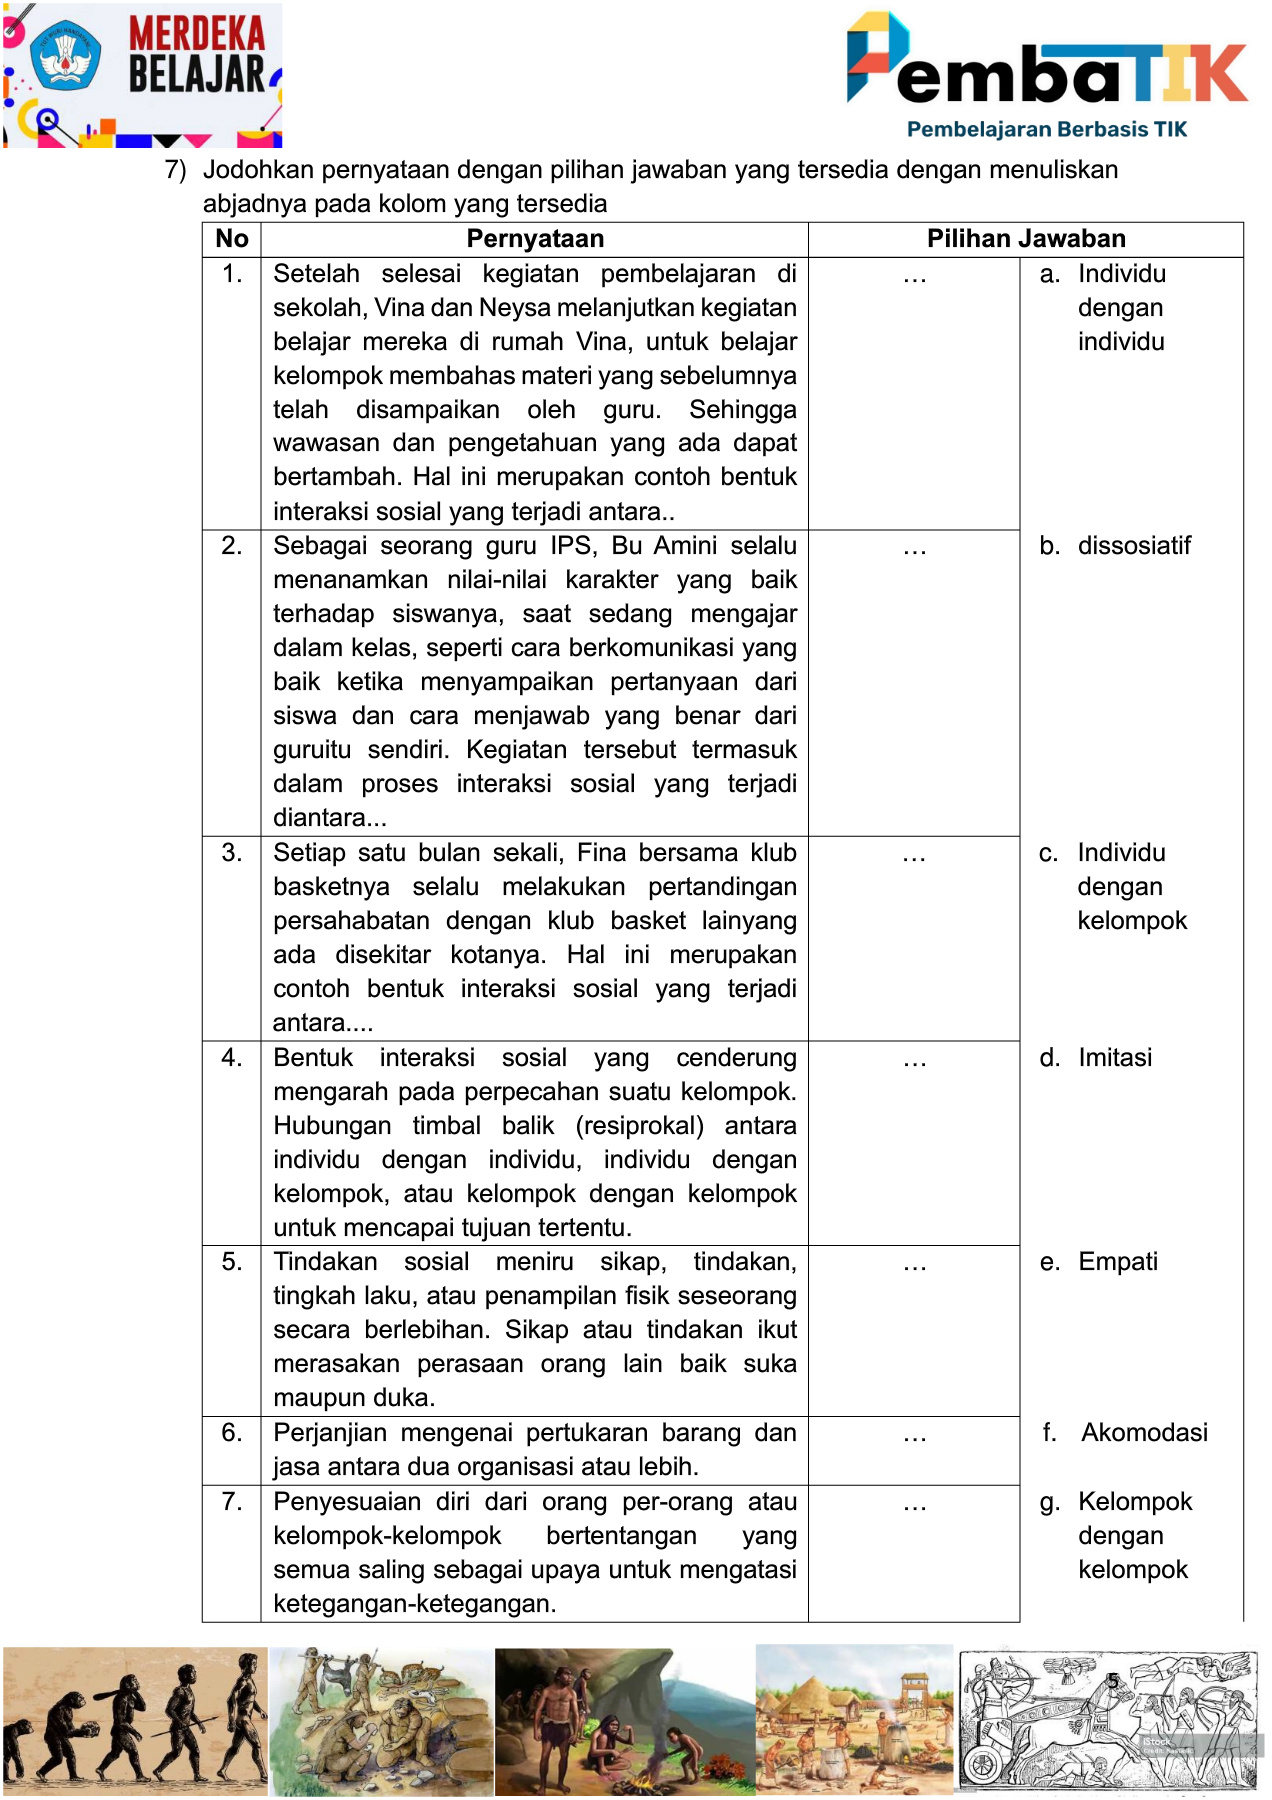 MERDEKA
BELAJAR
PembaTIK
Pembelajaran Berbasis TIK
7) Jodohkan pernyataan dengan pilihan jawaban yang tersedia dengan menuliskan
abjadnya pada kolom yang tersedia
No Pernyataan Pilihan Jawaban
1. Setelah selesai kegiatan pembelajaran di
sekolah, Vina dan Neysa melanjutkan kegiatan
belajar mereka di rumah Vina, untuk belajar
kelompok membahas materi yang sebelumnya
telah disampaikan oleh guru. Sehingga
wawasan dan pengetahuan yang ada dapat
bertambah. Hal ini merupakan contoh bentuk
interaksi sosial yang terjadi antara..
…
a. Individu
dengan
individu
2. Sebagai seorang guru IPS, Bu Amini selalu
menanamkan nilai-nilai karakter yang baik
terhadap siswanya, saat sedang mengajar
dalam kelas, seperti cara berkomunikasi yang
baik ketika menyampaikan pertanyaan dari
siswa dan cara menjawab yang benar dari
guruitu sendiri. Kegiatan tersebut termasuk
dalam proses interaksi sosial yang terjadi
diantara...
…
b. dissosiatif
3. Setiap satu bulan sekali, Fina bersama klub
basketnya selalu melakukan pertandingan
persahabatan dengan klub basket lainyang
ada disekitar kotanya. Hal ini merupakan
contoh bentuk interaksi sosial yang terjadi
antara....
…
c. Individu
dengan
kelompok
4. Bentuk interaksi sosial yang cenderung
mengarah pada perpecahan suatu kelompok.
Hubungan timbal balik (resiprokal) antara
individu dengan individu, individu dengan
kelompok, atau kelompok dengan kelompok
untuk mencapai tujuan tertentu.
…
d. Imitasi
5. Tindakan sosial meniru sikap, tindakan,
tingkah laku, atau penampilan fisik seseorang
secara berlebihan. Sikap atau tindakan ikut
merasakan perasaan orang lain baik suka
maupun duka.
…
e. Empati
6. Perjanjian mengenai pertukaran barang dan
jasa antara dua organisasi atau lebih.
…
f. Akomodasi
7. Penyesuaian diri dari orang per-orang atau
kelompok-kelompok bertentangan yang
semua saling sebagai upaya untuk mengatasi
ketegangan-ketegangan.
…
g. Kelompok
dengan
kelompok
iStock